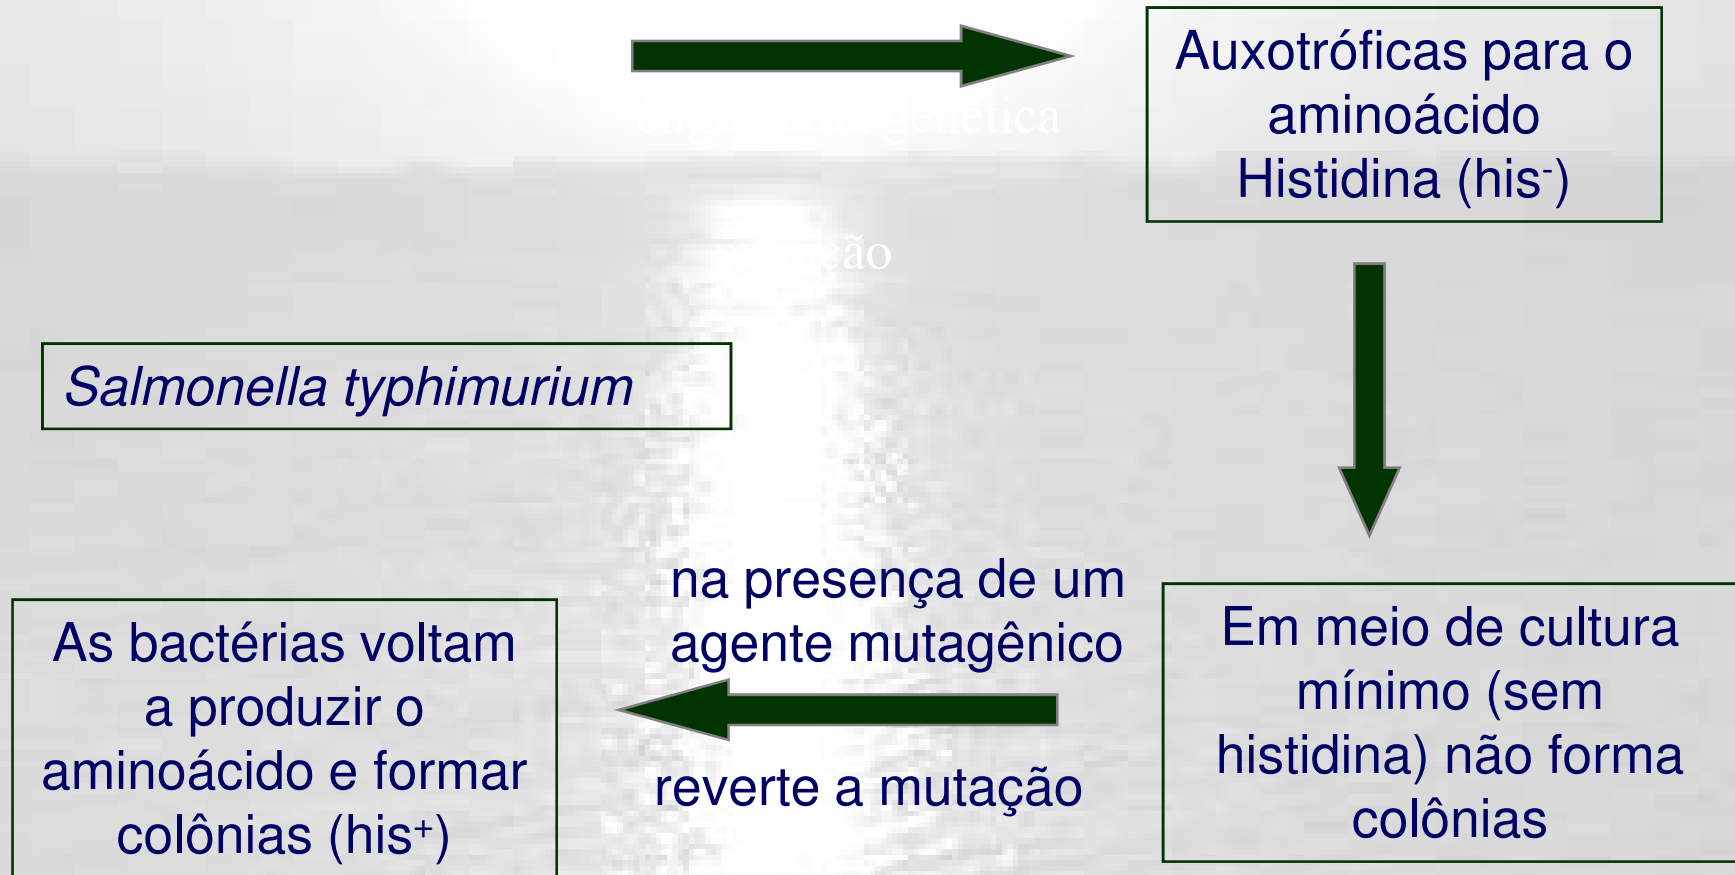 Auxotróficas para o
aminoácido
Histidina (his⁻)
genética
Salmonella typhimurium
na presença de um
agente mutagênico
reverte a mutação
Em meio de cultura
mínimo (sem
histidina) não forma
colônias
As bactérias voltam
a produzir o
aminoácido e formar
colônias (his⁺)